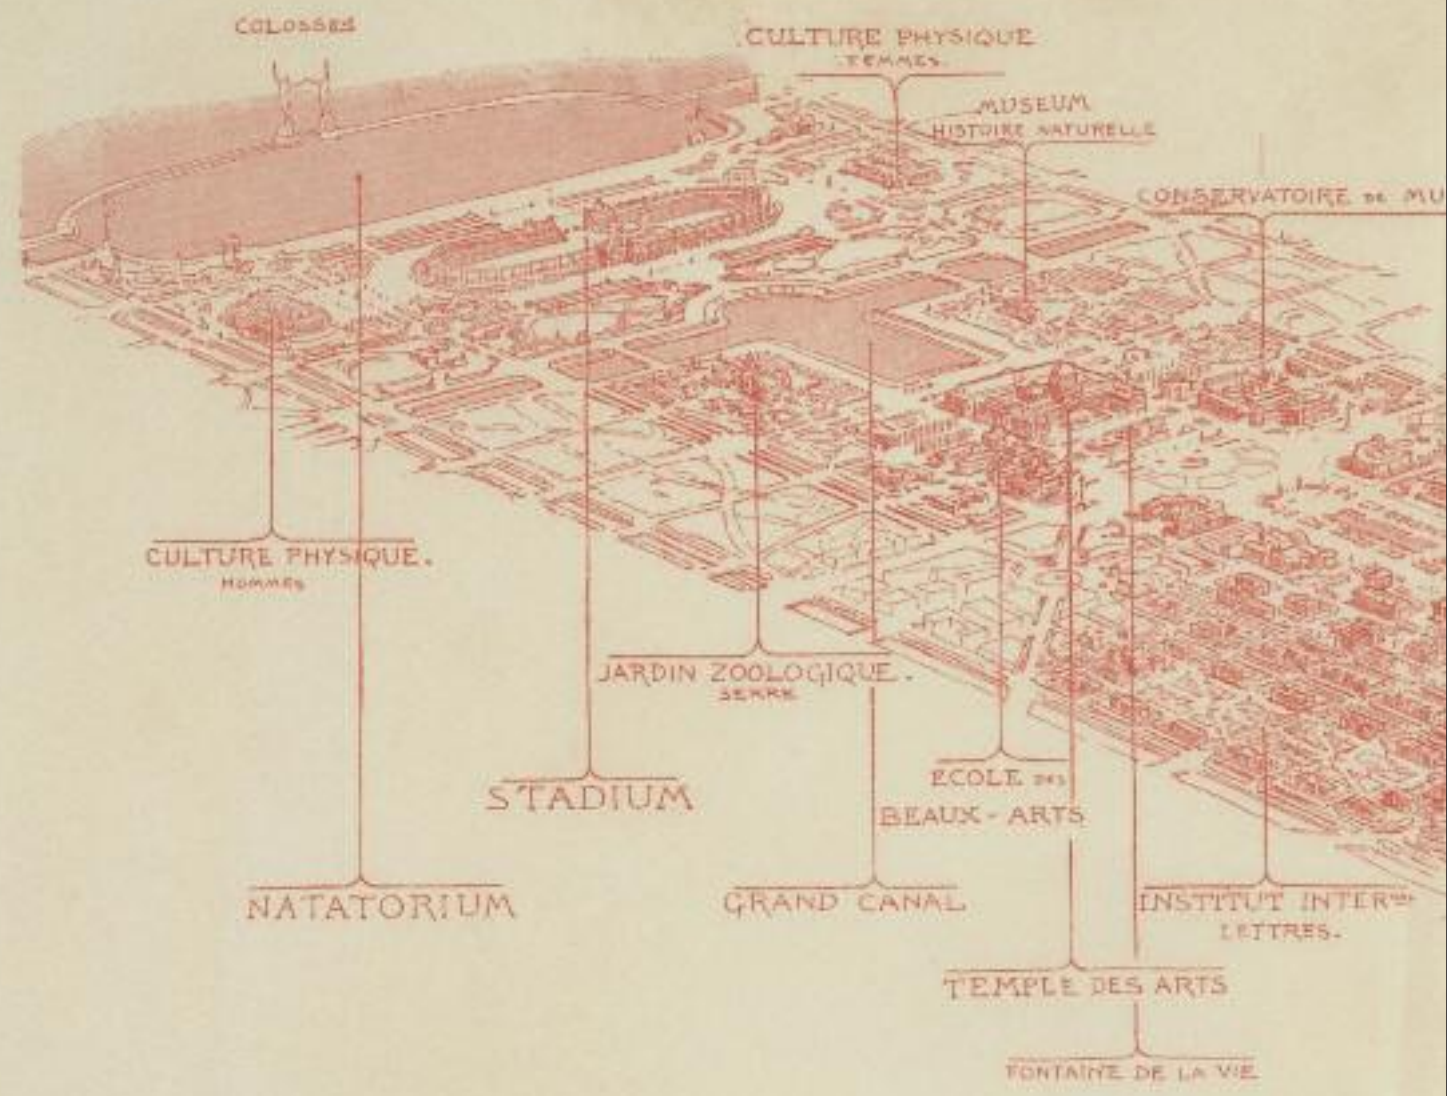 COLOSSES
CULTURE PHYSIQUE
FEMMES.
MUSEUM
HISTOIRE NATURELLE
CONSERVATOIRE DE MU
CULTURE PHYSIQUE.
HOMMES
JARDIN ZOOLOGIQUE.
SERRE
STADIUM
ECOLE DES
BEAUX-ARTS
NATATORIUM
GRAND CANAL
INSTITUT INTERNAL
LETTRES.
TEMPLE DES ARTS
FONTAINE DE LA VIE